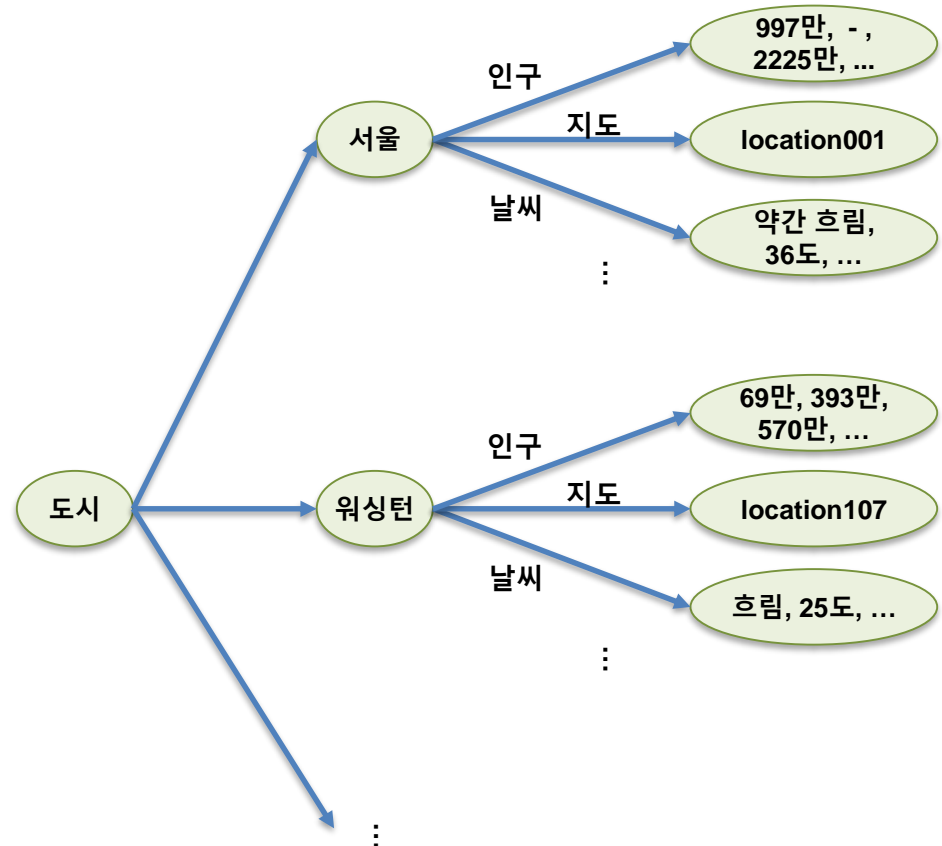 997만, - ,
2225만, ...
인구
서울
지도
location001
날씨
약간 흐림,
36도, …
…
69만, 393만,
570만, …
인구
도시
워싱턴
지도
location107
날씨
흐림, 25도, …
…
…